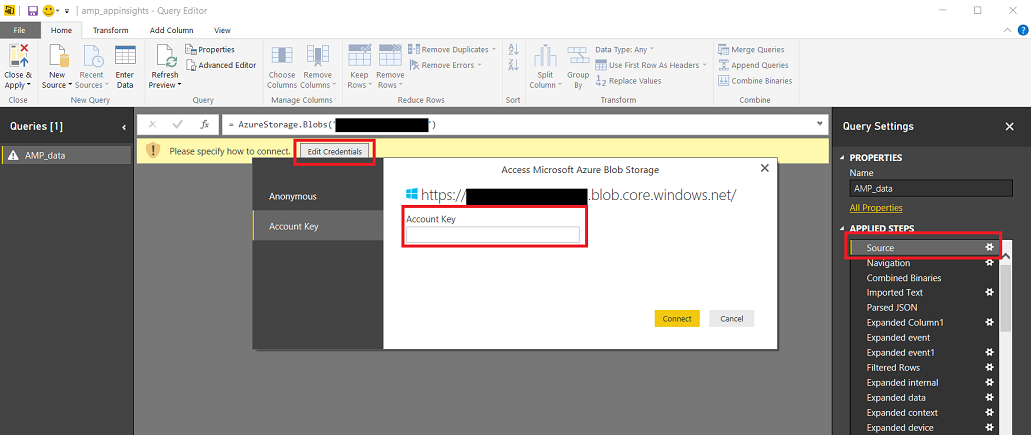 amp_appinsights - Query Editor
File Home Transform Add Column View
Close & Apply
New Source
Recent Sources
Enter Data
Refresh Preview
Properties
Advanced Editor
Choose Columns
Remove Columns
Keep Rows
Remove Rows
Remove Duplicates
Remove Errors
Split Column
Group By
Data Type: Any
Use First Row As Headers
Replace Values
Merge Queries
Append Queries
Combine Binaries
Close New Query Query Manage Columns Reduce Rows Sort Transform Combine
Queries [1]
AMP_data
fx = AzureStorage.Blobs(" ")
Please specify how to connect. Edit Credentials
Anonymous
Account Key
Access Microsoft Azure Blob Storage
https:// .blob.core.windows.net/
Account Key
Connect Cancel
Query Settings
PROPERTIES
Name
AMP_data
All Properties
APPLIED STEPS
Source
Navigation
Combined Binaries
Imported Text
Parsed JSON
Expanded Column1
Expanded event
Expanded event1
Filtered Rows
Expanded internal
Expanded data
Expanded context
Expanded device